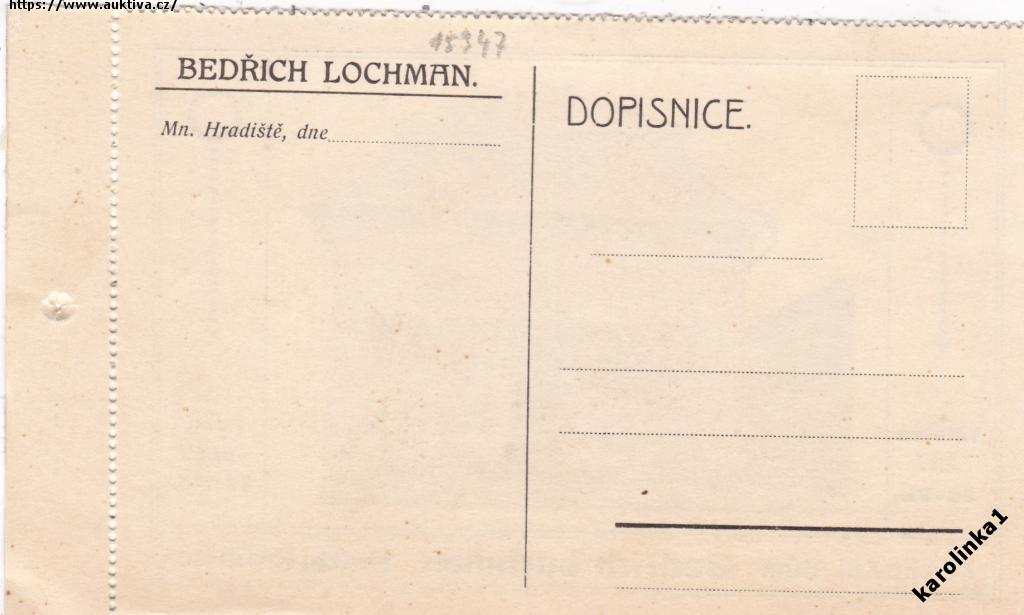 https://www.auktiva.cz/
15347
BEDŘICH LOCHMAN.
Mn. Hradiště, dne
DOPISNICE.
karolinka1